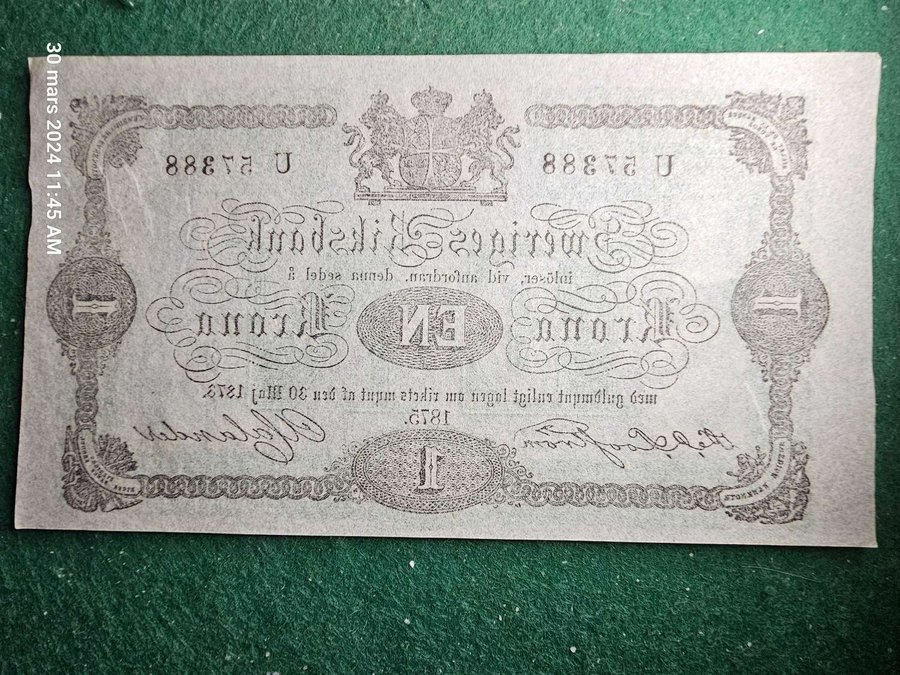 30 mars 2024 11:45 AM
U 57388 U 57388
Sveriges Riksbank
inlöser, vid anfordran, denna sedel å
Krona EN Krona
med guldmynt enligt lagen om rikets mynt af den 30 Maj 1873.
1875.
1
1
1